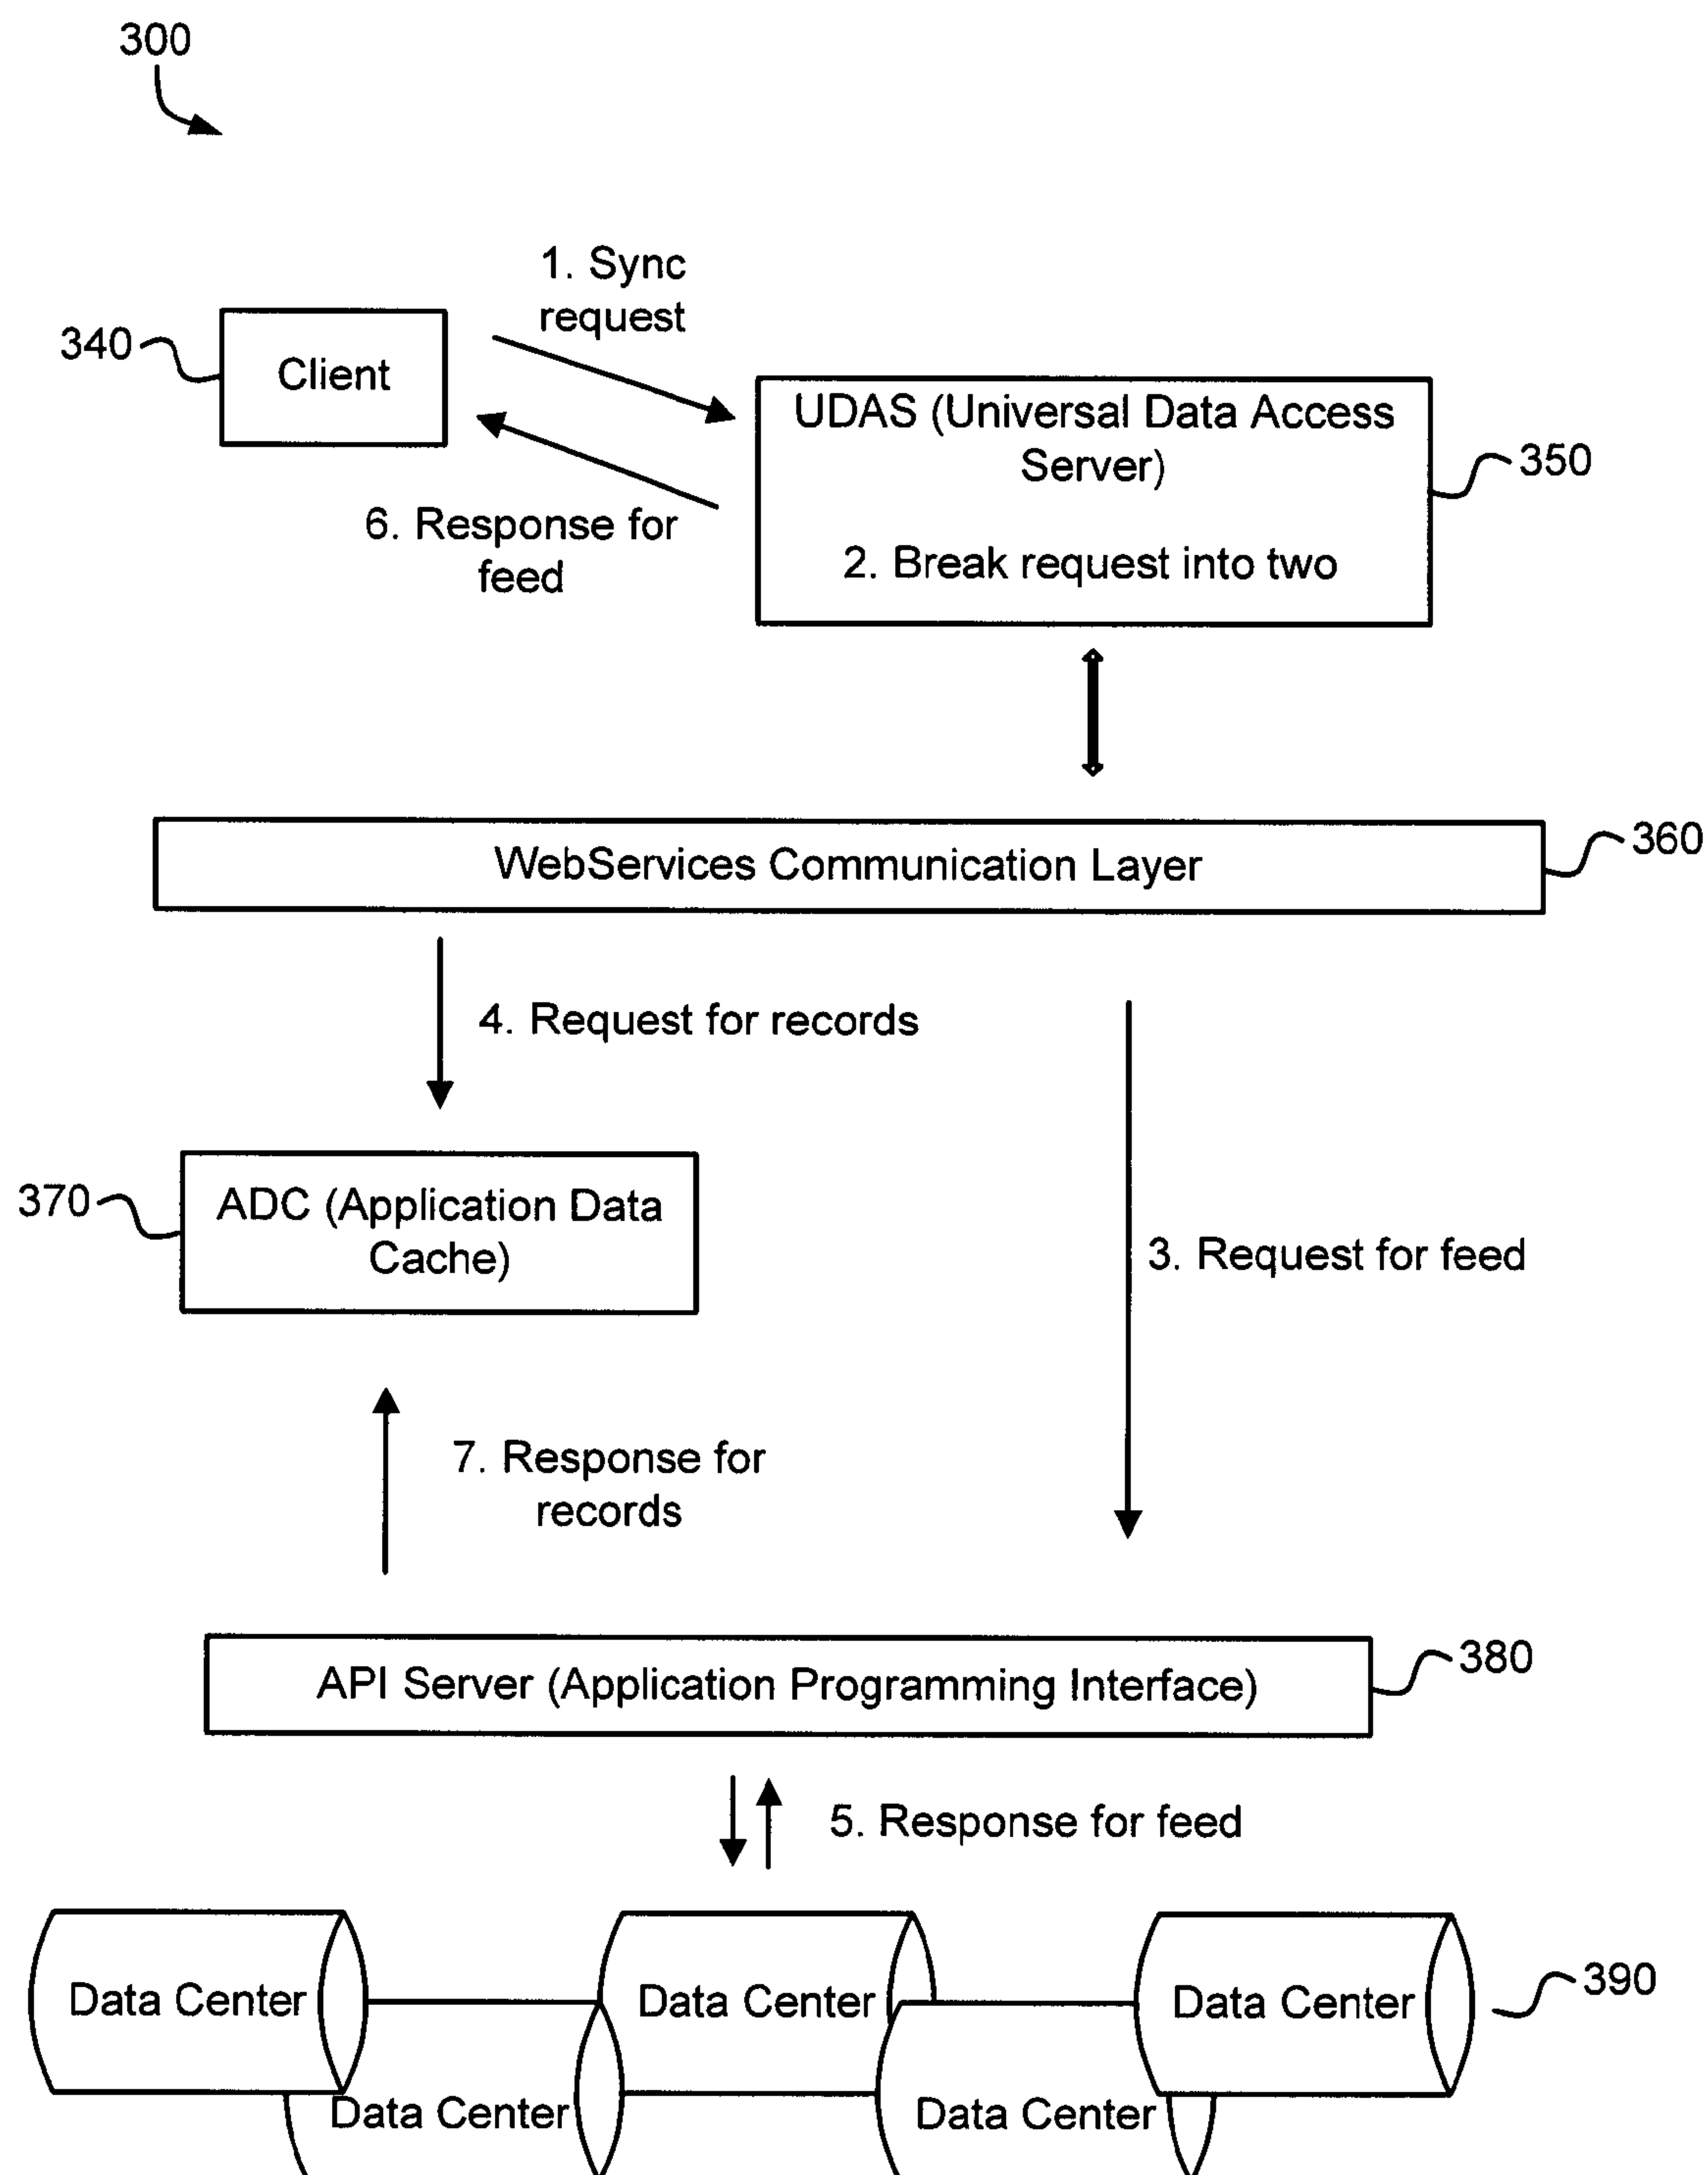 300
1. Sync
request
340
Client
UDAS (Universal Data Access
Server)
350
6. Response for
feed
2. Break request into two
WebServices Communication Layer
360
4. Request for records
370
ADC (Application Data
Cache)
3. Request for feed
7. Response for
records
API Server (Application Programming Interface)
380
5. Response for feed
Data Center
Data Center
Data Center
390
Data Center
Data Center